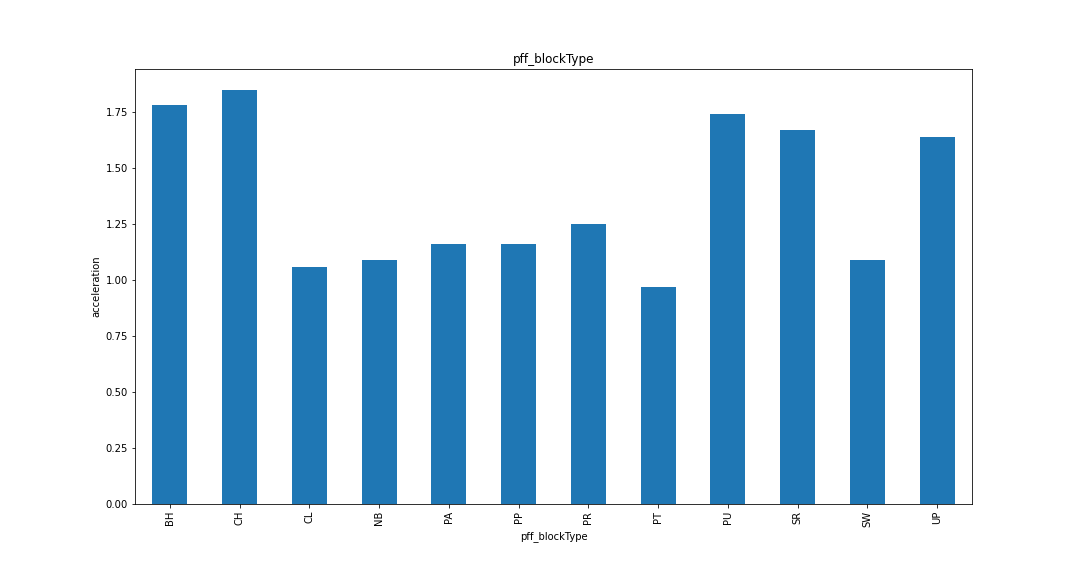 pff_blockType
acceleration
1.75
1.50
1.25
1.00
0.75
0.50
0.25
0.00
BH CH CL NB PA PP PR PT PU SR SW UP
pff_blockType